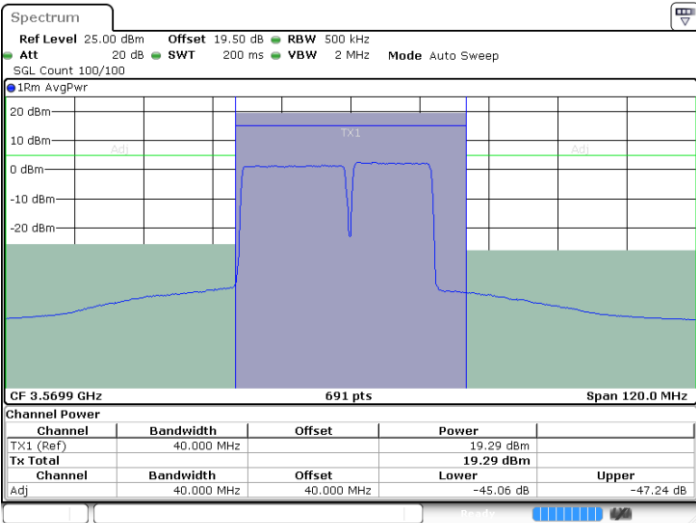 Spectrum
Ref Level 25.00 dBm Offset 19.50 dB RBW 500 kHz
Att 20 dB SWT 200 ms VBW 2 MHz Mode Auto Sweep
SGL Count 100/100
1Rm AvgPwr
20 dBm
TX1
10 dBm
Adj Adj
0 dBm
-10 dBm
-20 dBm
CF 3.5699 GHz 691 pts Span 120.0 MHz
Channel Power
Channel Bandwidth Offset Power
TX1 (Ref) 40.000 MHz 19.29 dBm
Tx Total 19.29 dBm
Channel Bandwidth Offset Lower Upper
Adj 40.000 MHz 40.000 MHz -45.06 dB -47.24 dB
Ready